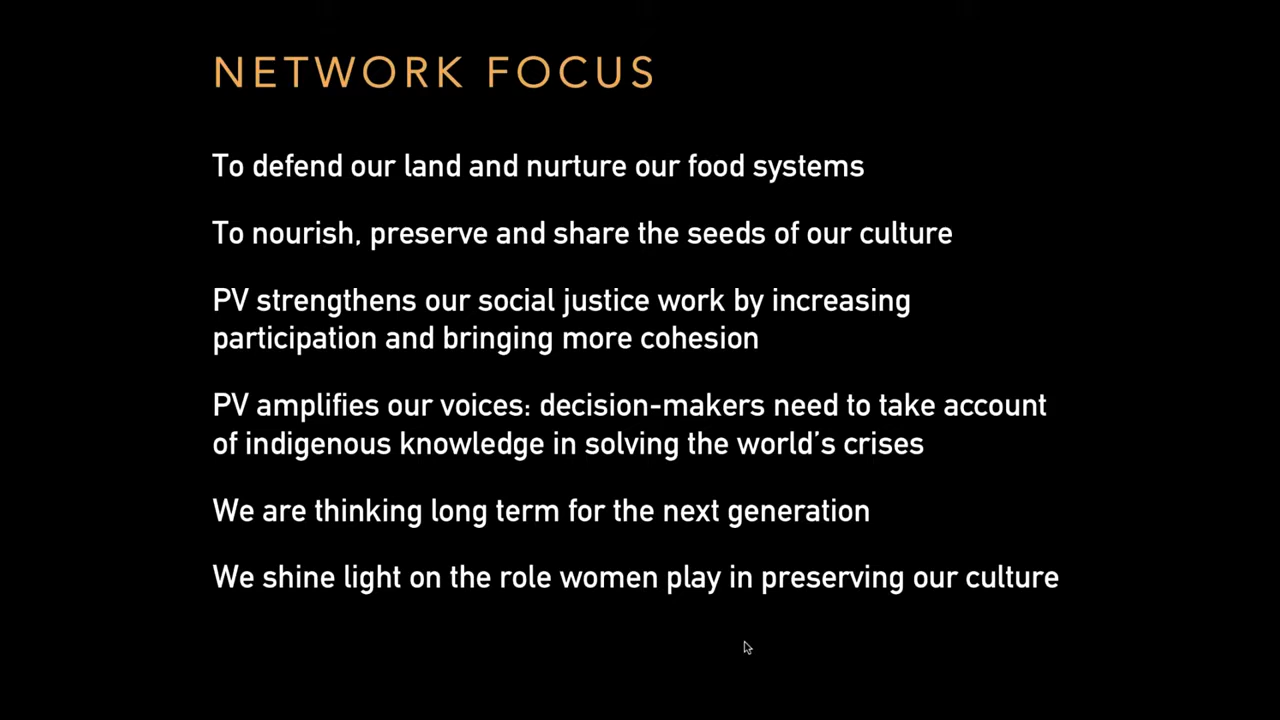 NETWORK FOCUS
To defend our land and nurture our food systems
To nourish, preserve and share the seeds of our culture
PV strengthens our social justice work by increasing
participation and bringing more cohesion
PV amplifies our voices: decision-makers need to take account
of indigenous knowledge in solving the world’s crises
We are thinking long term for the next generation
We shine light on the role women play in preserving our culture